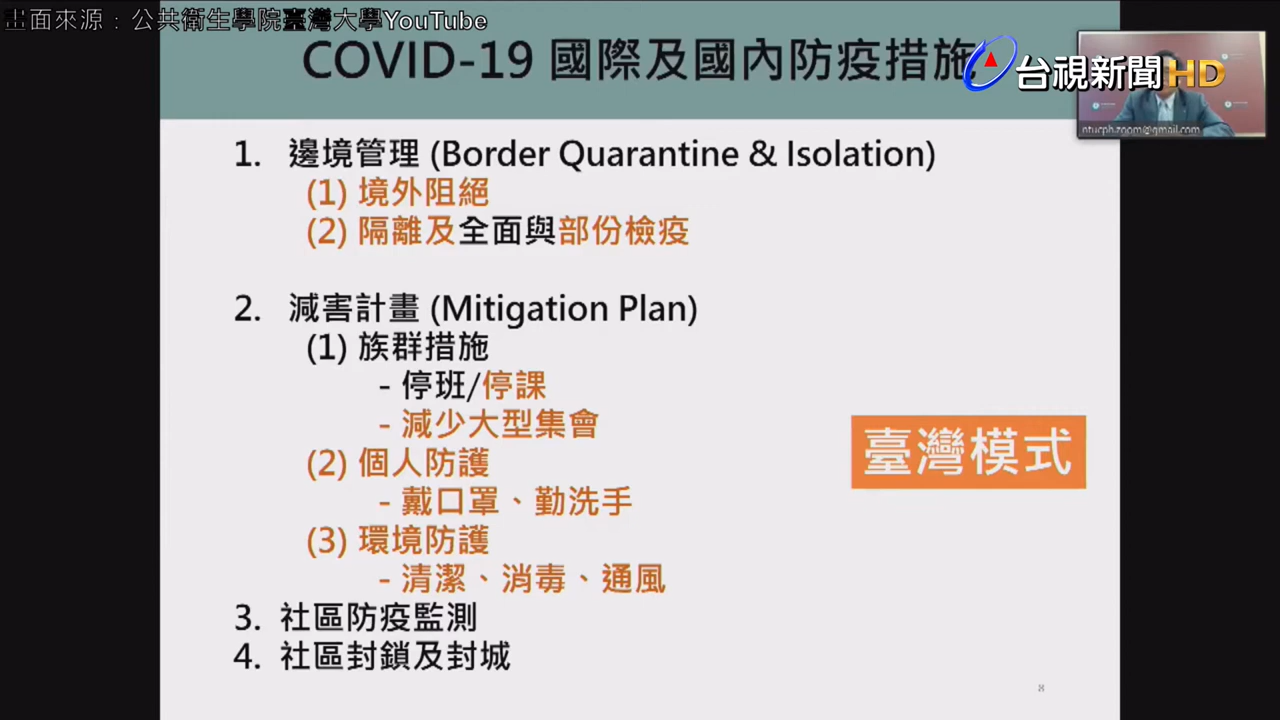 畫面來源：公共衛生學院臺灣大學YouTube
COVID-19 國際及國內防疫措施
台視新聞HD
ntucph.zoom@gmail.com
1. 邊境管理 (Border Quarantine & Isolation)
(1) 境外阻絕
(2) 隔離及全面與部份檢疫
2. 減害計畫 (Mitigation Plan)
(1) 族群措施
- 停班/停課
- 減少大型集會
臺灣模式
(2) 個人防護
- 戴口罩、勤洗手
(3) 環境防護
- 清潔、消毒、通風
3. 社區防疫監測
4. 社區封鎖及封城
8